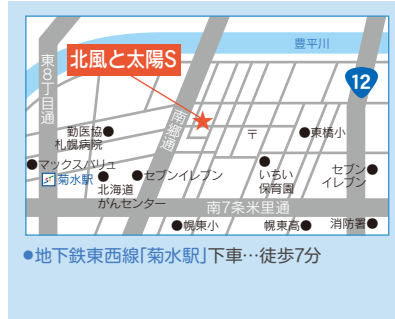 豊平川
東8丁目通
北風と太陽S
12
南郷通
勤医協
札幌病院
〒
東橋小
マックスバリュ
菊水駅
北海道
がんセンター
セブンイレブン
いちい
保育園
セブン
イレブン
南7条米里通
幌東小
幌東高
消防署
●地下鉄東西線「菊水駅」下車…徒歩7分